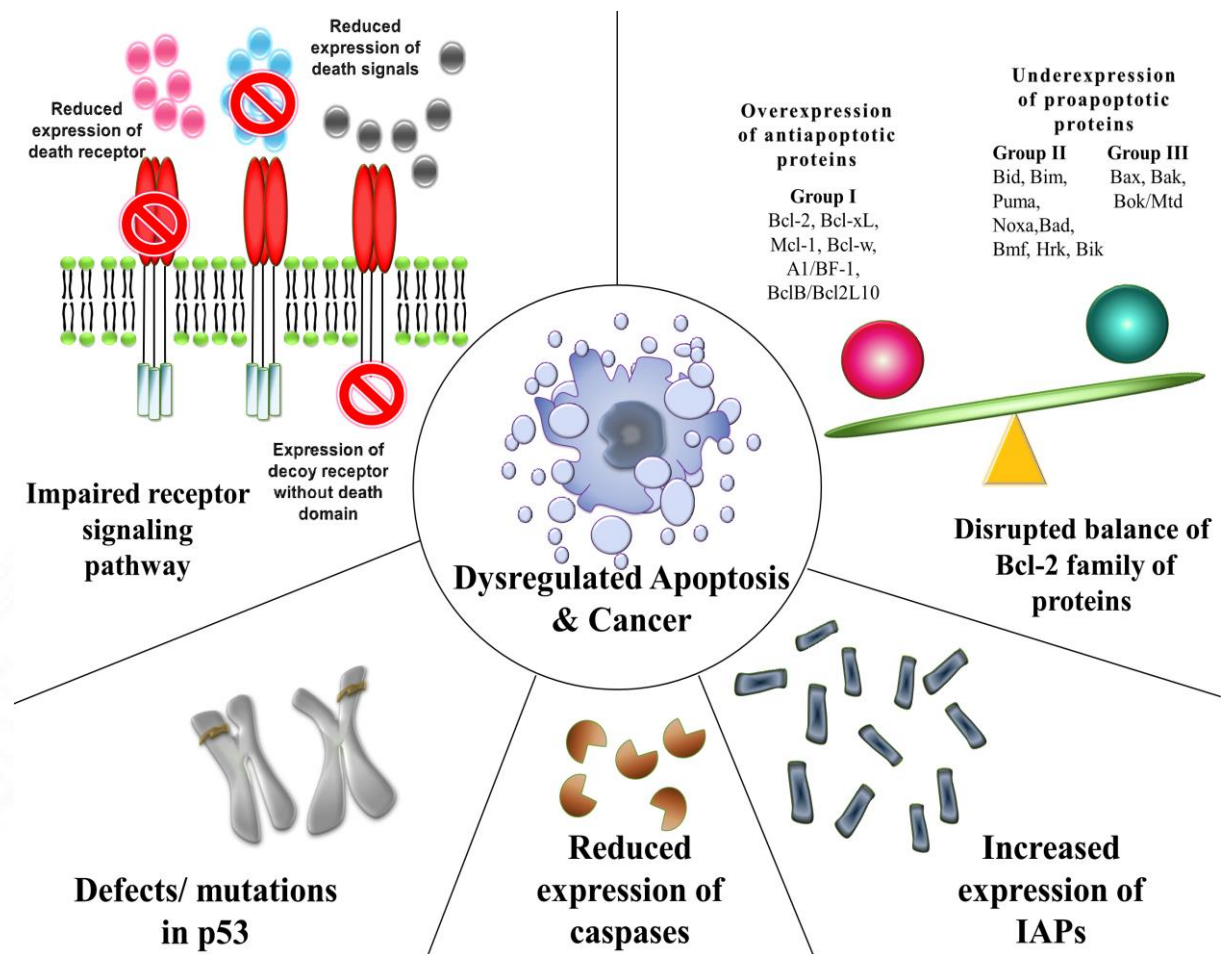 Reduced
expression of
death signals
Reduced
expression of
death receptor
Expression of
decoy receptor
without death
domain
Impaired receptor
signaling
pathway
Overexpression
of antiapoptotic
proteins
Group I
Bcl-2, Bcl-xL,
Mcl-1, Bcl-w,
A1/BF-1,
BclB/Bcl2L10
Underexpression
of proapoptotic
proteins
Group II
Bid, Bim,
Puma,
Noxa,Bad,
Bmf, Hrk, Bik
Group III
Bax, Bak,
Bok/Mtd
Disrupted balance of
Bcl-2 family of
proteins
Dysregulated Apoptosis
& Cancer
Defects/ mutations
in p53
Reduced
expression of
caspases
Increased
expression of
IAPs